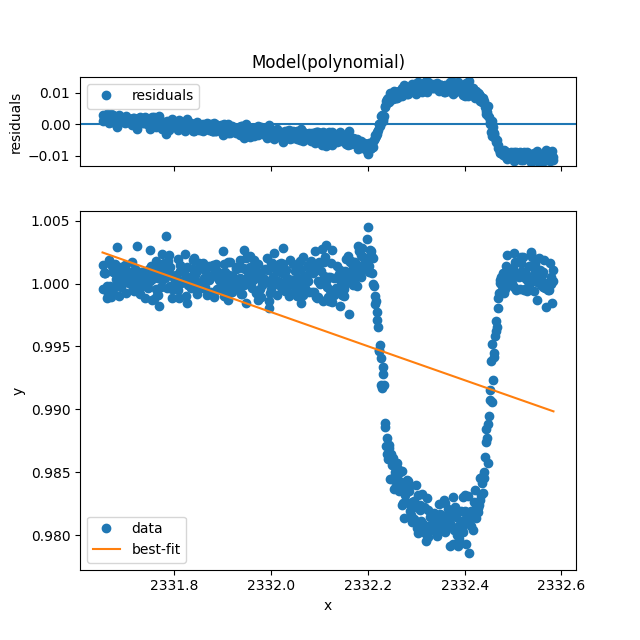 Model(polynomial)
residuals
0.01
0.00
−0.01
residuals
1.005
1.000
0.995
0.990
0.985
0.980
y
data
best-fit
2331.8 2332.0 2332.2 2332.4 2332.6
x